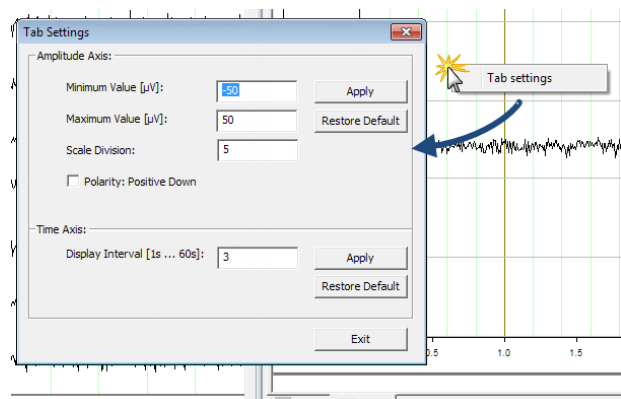 Tab Settings
Amplitude Axis:
Minimum Value [µV]: -50 Apply
Maximum Value [µV]: 50 Restore Default
Scale Division: 5
Polarity: Positive Down
Time Axis:
Display Interval [1s ... 60s]: 3 Apply
Restore Default
Exit
Tab settings
0.5 1.0 1.5